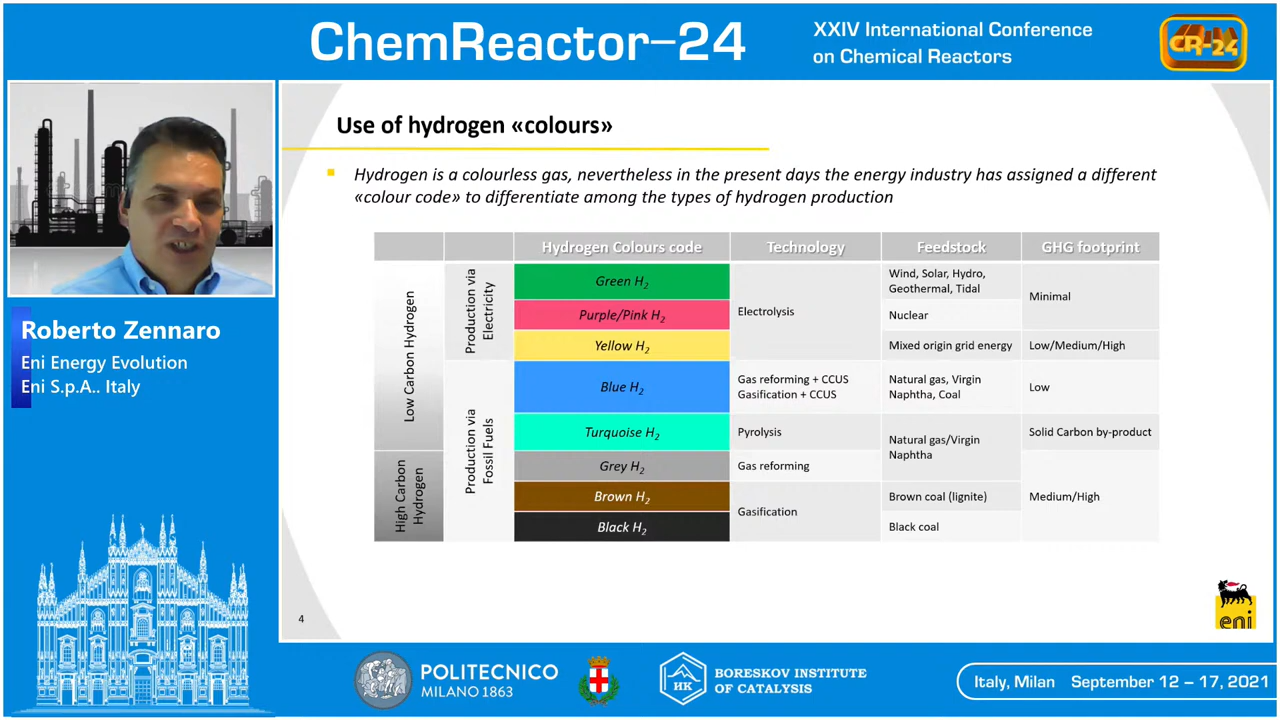 ChemReactor-24
XXIV International Conference
on Chemical Reactors
CR-24
Use of hydrogen «colours»
Hydrogen is a colourless gas, nevertheless in the present days the energy industry has assigned a different
«colour code» to differentiate among the types of hydrogen production
Hydrogen Colours code Technology Feedstock GHG footprint
Low Carbon Hydrogen
Production via
Electricity
Green H2
Electrolysis
Wind, Solar, Hydro,
Geothermal, Tidal
Minimal
Purple/Pink H2
Nuclear
Yellow H2
Mixed origin grid energy
Low/Medium/High
Production via
Fossil Fuels
Blue H2
Gas reforming + CCUS
Gasification + CCUS
Natural gas, Virgin
Naphtha, Coal
Low
Turquoise H2
Pyrolysis
Natural gas/Virgin
Naphtha
Solid Carbon by-product
High Carbon
Hydrogen
Grey H2
Gas reforming
Medium/High
Brown H2
Gasification
Brown coal (lignite)
Black H2
Black coal
4
eni
Roberto Zennaro
Eni Energy Evolution
Eni S.p.A.. Italy
POLITECNICO
MILANO 1863
HK
BORESKOV INSTITUTE
OF CATALYSIS
Italy, Milan September 12 – 17, 2021